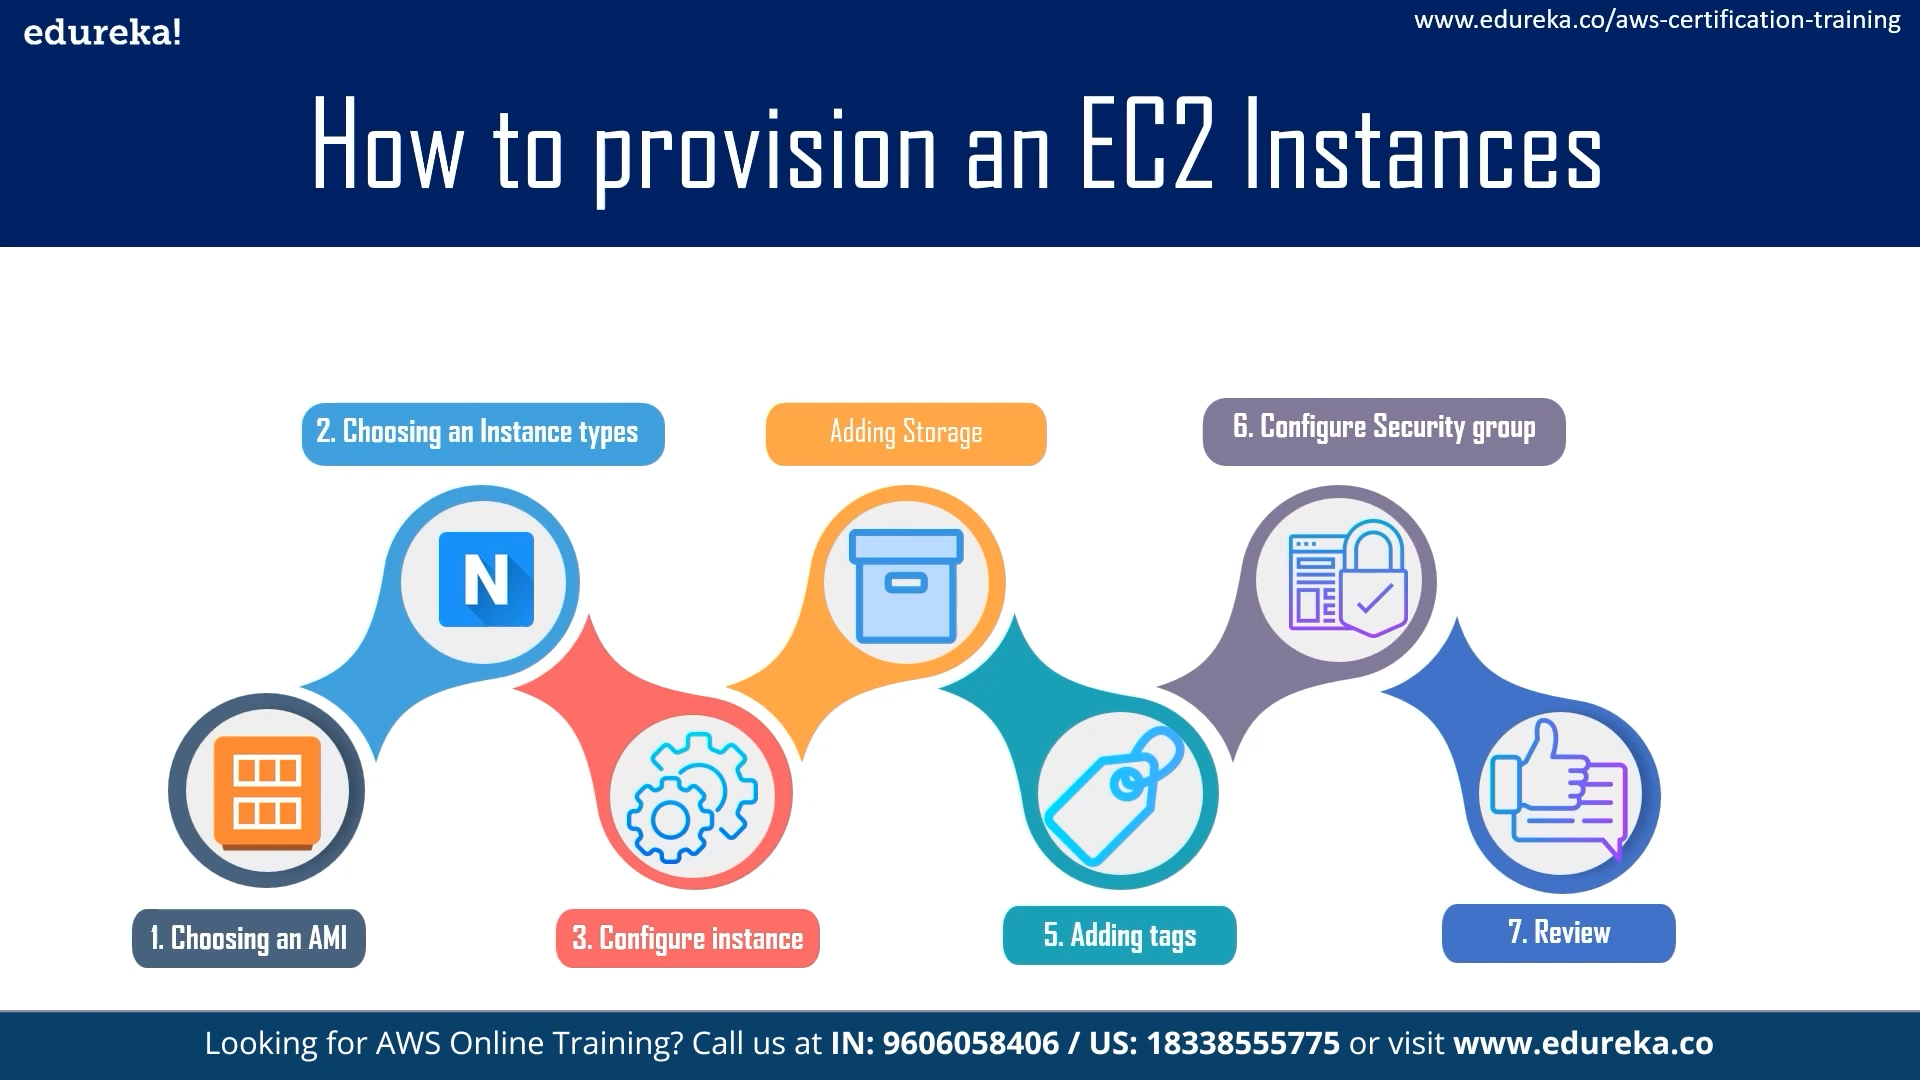 edureka!
www.edureka.co/aws-certification-training
How to provision an EC2 Instances
2. Choosing an Instance types
Adding Storage
6. Configure Security group
N
1. Choosing an AMI
3. Configure instance
5. Adding tags
7. Review
Looking for AWS Online Training? Call us at IN: 9606058406 / US: 18338555775 or visit www.edureka.co